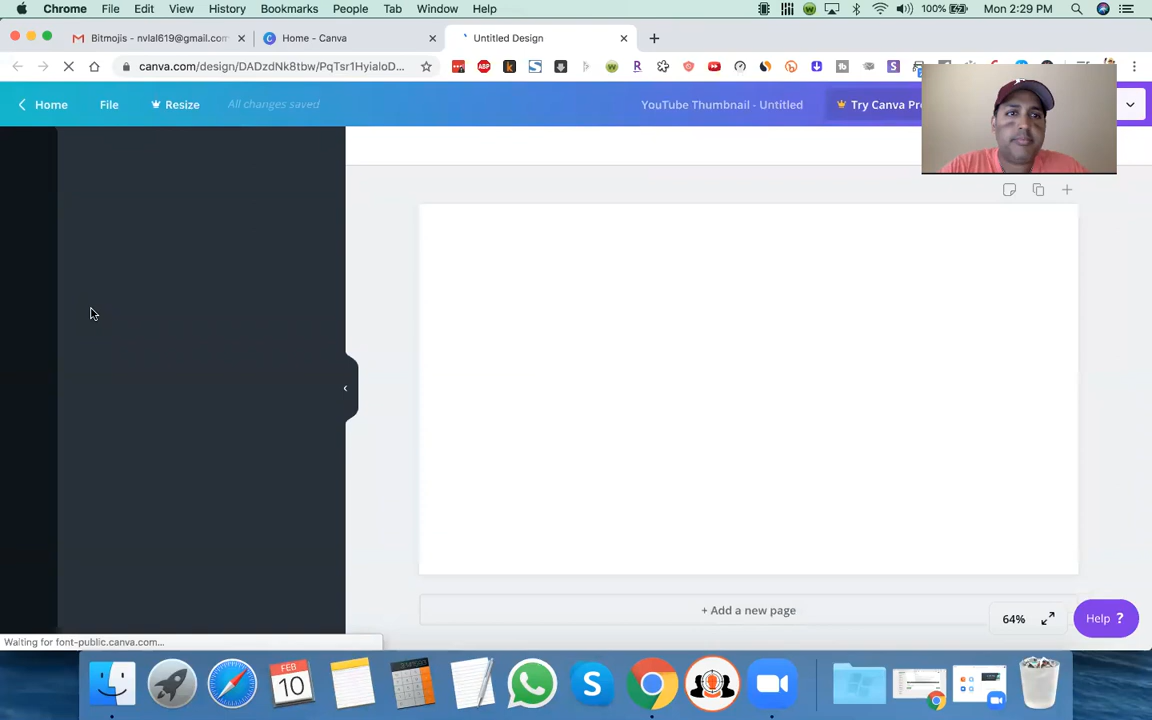 Chrome File Edit View History Bookmarks People Tab Window Help
100% Mon 2:29 PM
Bitmojis - nvlal619@gmail.com
Home - Canva
Untitled Design
canva.com/design/DADzdNk8tbw/PqTsr1HyialoD...
Home File Resize All changes saved YouTube Thumbnail - Untitled Try Canva Pro
+ Add a new page
64%
Help ?
Waiting for font-public.canva.com...
FEB
10